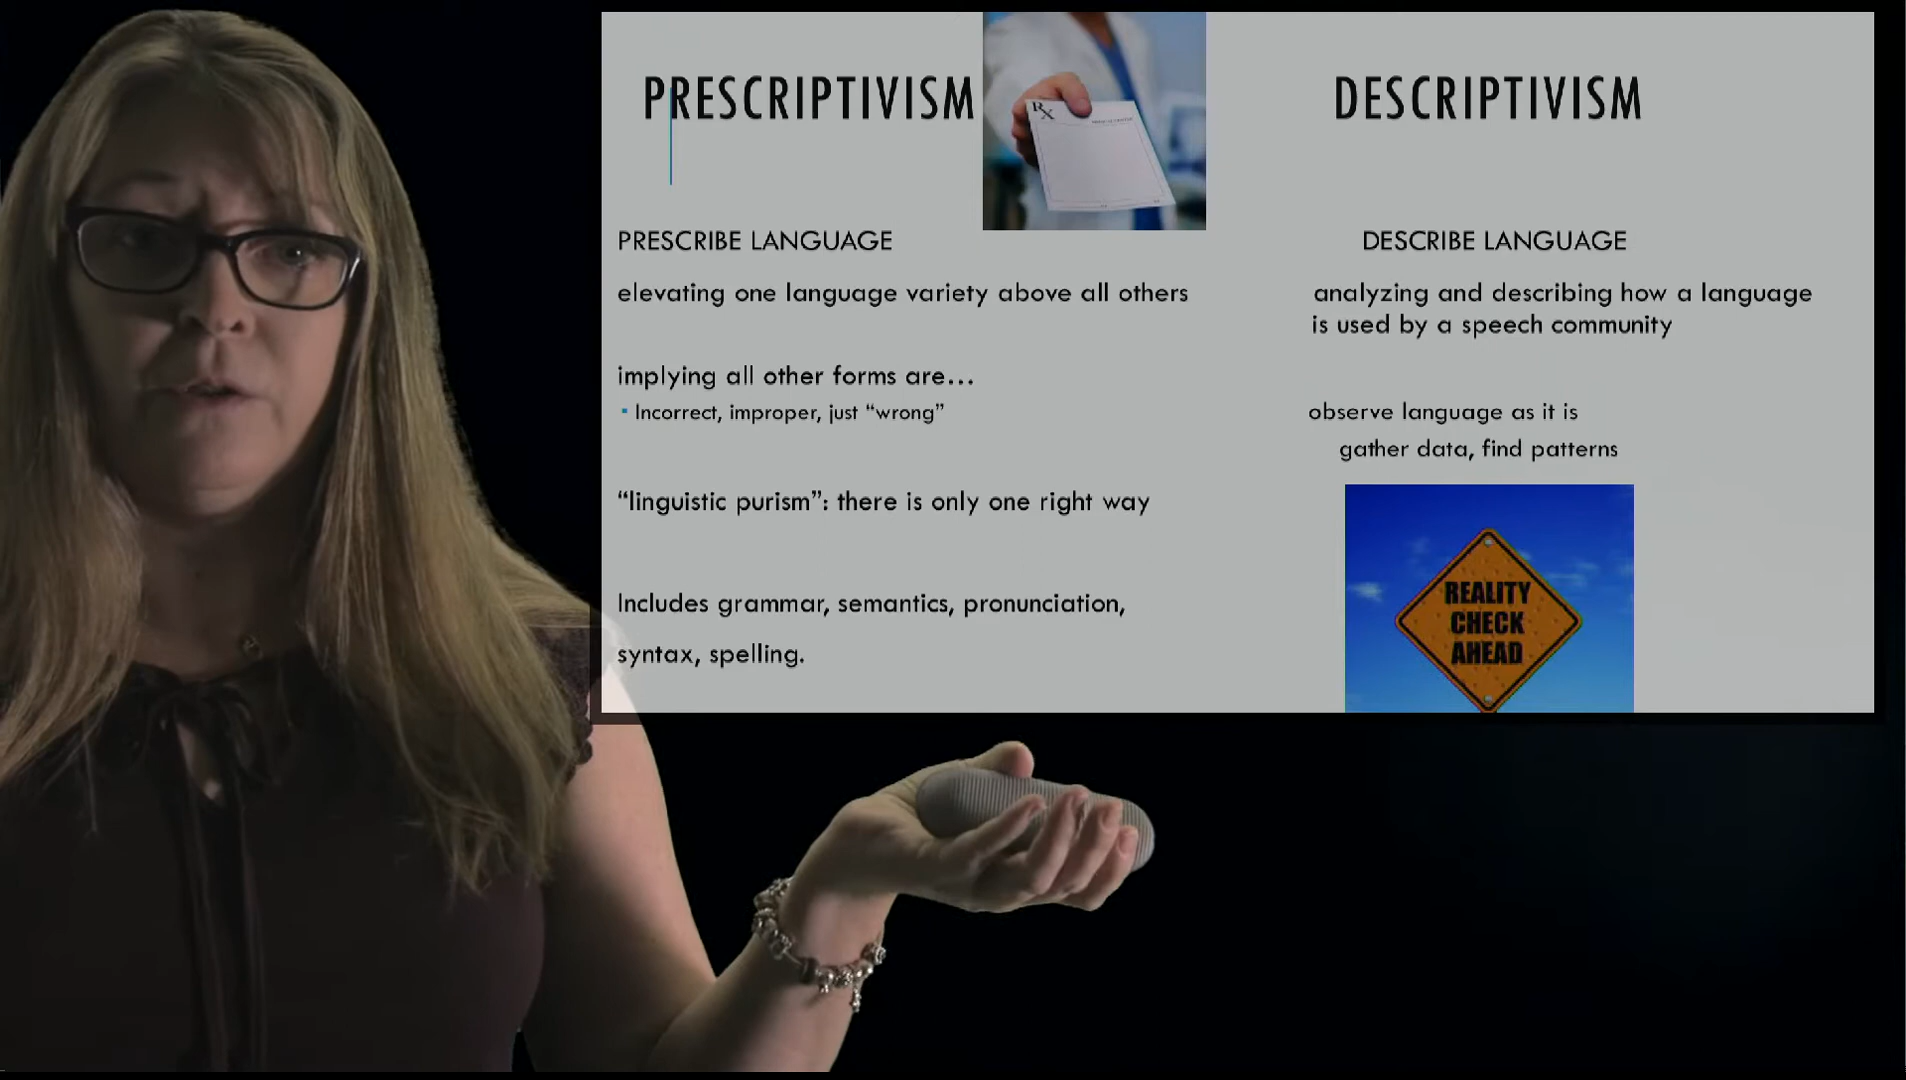 PRESCRIPTIVISM
PRESCRIBE LANGUAGE
elevating one language variety above all others
implying all other forms are...
Incorrect, improper, just “wrong”
“linguistic purism”: there is only one right way
Includes grammar, semantics, pronunciation,
syntax, spelling.
Rx
DESCRIPTIVISM
DESCRIBE LANGUAGE
analyzing and describing how a language
is used by a speech community
observe language as it is
gather data, find patterns
REALITY
CHECK
AHEAD